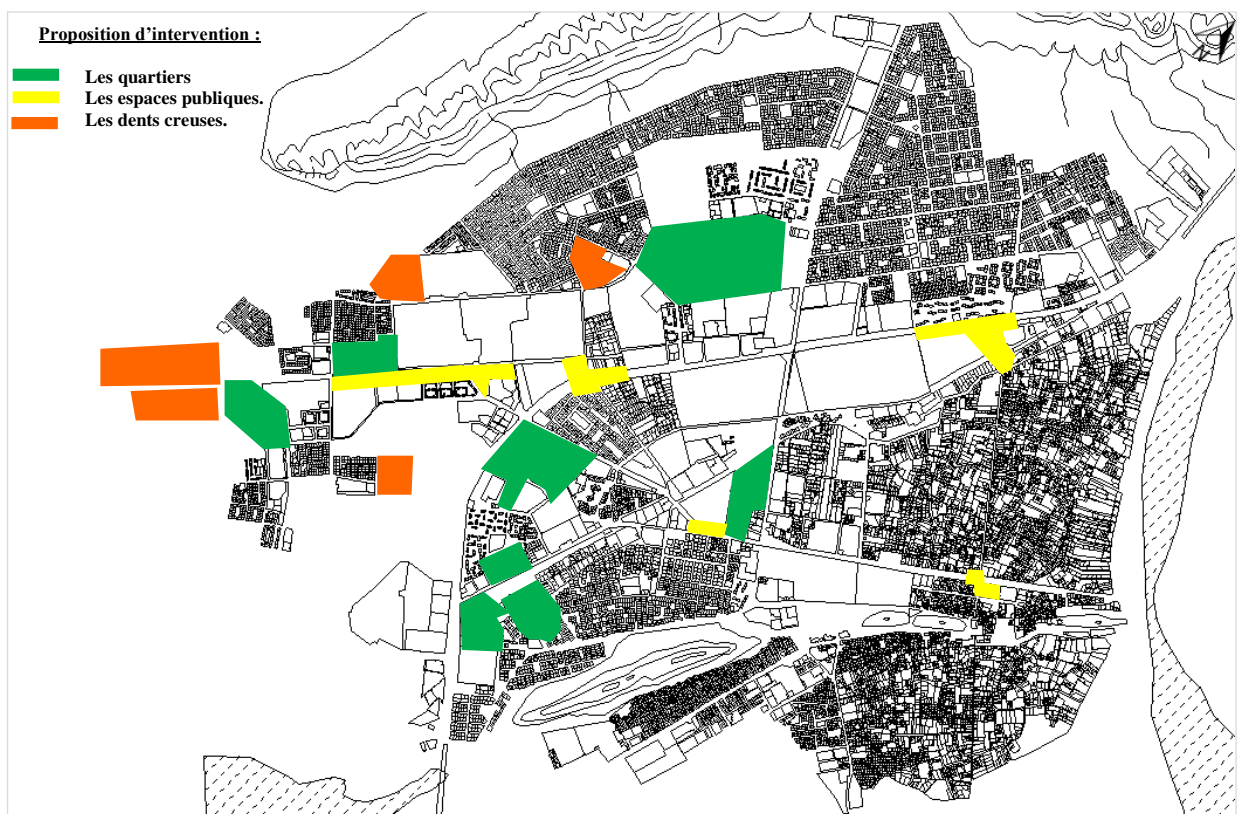 Proposition d’intervention :
Les quartiers
Les espaces publiques.
Les dents creuses.